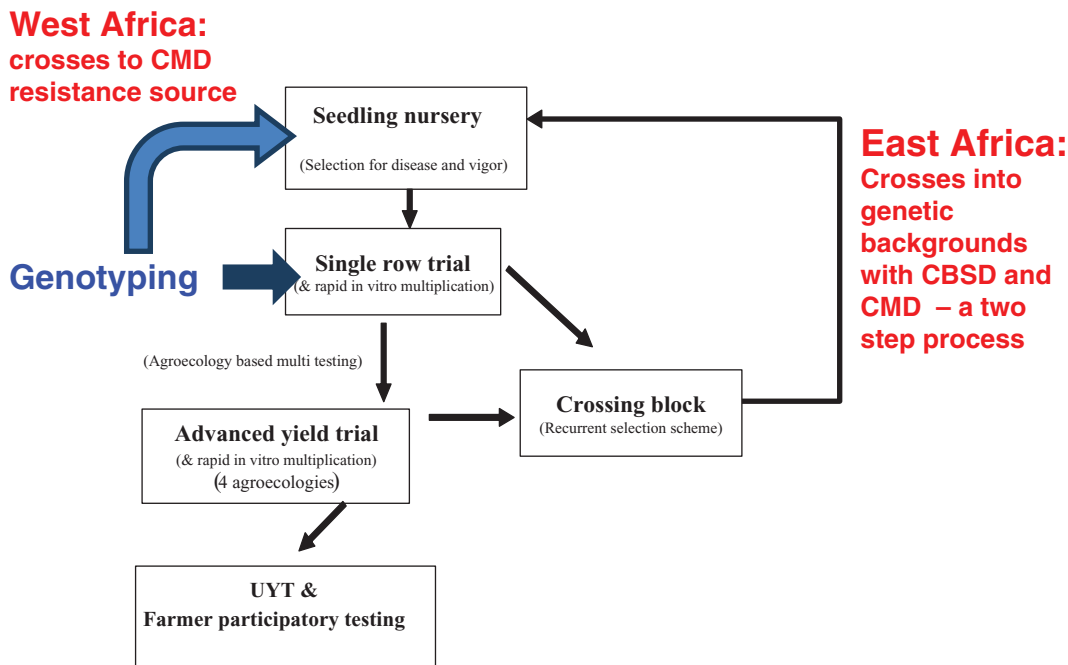 West Africa:
crosses to CMD
resistance source
Seedling nursery
(Selection for disease and vigor)
East Africa:
Crosses into
genetic
backgrounds
with CBSD and
CMD – a two
step process
Genotyping
Single row trial
(& rapid in vitro multiplication)
(Agroecology based multi testing)
Crossing block
(Recurrent selection scheme)
Advanced yield trial
(& rapid in vitro multiplication)
(4 agroecologies)
UYT &
Farmer participatory testing